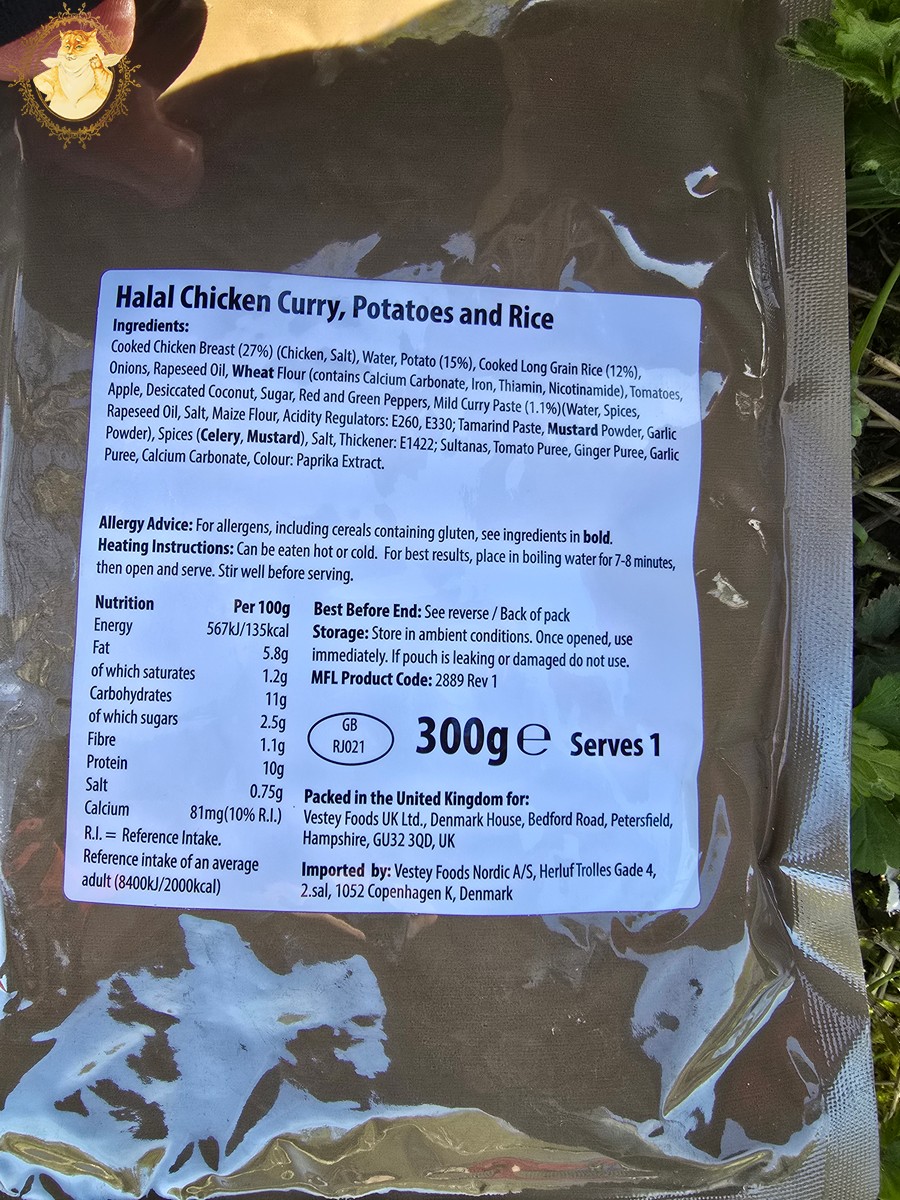 Halal Chicken Curry, Potatoes and Rice
Ingredients:
Cooked Chicken Breast (27%) (Chicken, Salt), Water, Potato (15%), Cooked Long Grain Rice (12%),
Onions, Rapeseed Oil, Wheat Flour (contains Calcium Carbonate, Iron, Thiamin, Nicotinamide), Tomatoes,
Apple, Desiccated Coconut, Sugar, Red and Green Peppers, Mild Curry Paste (1.1%)(Water, Spices,
Rapeseed Oil, Salt, Maize Flour, Acidity Regulators: E260, E330; Tamarind Paste, Mustard Powder, Garlic
Powder), Spices (Celery, Mustard), Salt, Thickener: E1422; Sultanas, Tomato Puree, Ginger Puree, Garlic
Puree, Calcium Carbonate, Colour: Paprika Extract.
Allergy Advice: For allergens, including cereals containing gluten, see ingredients in bold.
Heating Instructions: Can be eaten hot or cold. For best results, place in boiling water for 7-8 minutes,
then open and serve. Stir well before serving.
Nutrition Per 100g
Energy 567kJ/135kcal
Fat 5.8g
of which saturates 1.2g
Carbohydrates 11g
of which sugars 2.5g
Fibre 1.1g
Protein 10g
Salt 0.75g
Calcium 81mg(10% R.I.)
R.I. = Reference Intake.
Reference intake of an average
adult (8400kJ/2000kcal)
Best Before End: See reverse / Back of pack
Storage: Store in ambient conditions. Once opened, use
immediately. If pouch is leaking or damaged do not use.
MFL Product Code: 2889 Rev 1
GB
RJ021
300g ℮ Serves 1
Packed in the United Kingdom for:
Vestey Foods UK Ltd., Denmark House, Bedford Road, Petersfield,
Hampshire, GU32 3QD, UK
Imported by: Vestey Foods Nordic A/S, Herluf Trolles Gade 4,
2.sal, 1052 Copenhagen K, Denmark